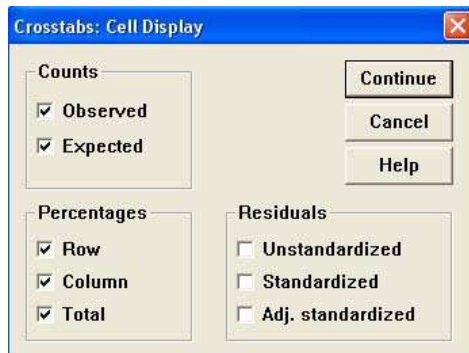 Crosstabs: Cell Display
Counts
Observed
Expected
Continue
Cancel
Help
Percentages
Row
Column
Total
Residuals
Unstandardized
Standardized
Adj. standardized